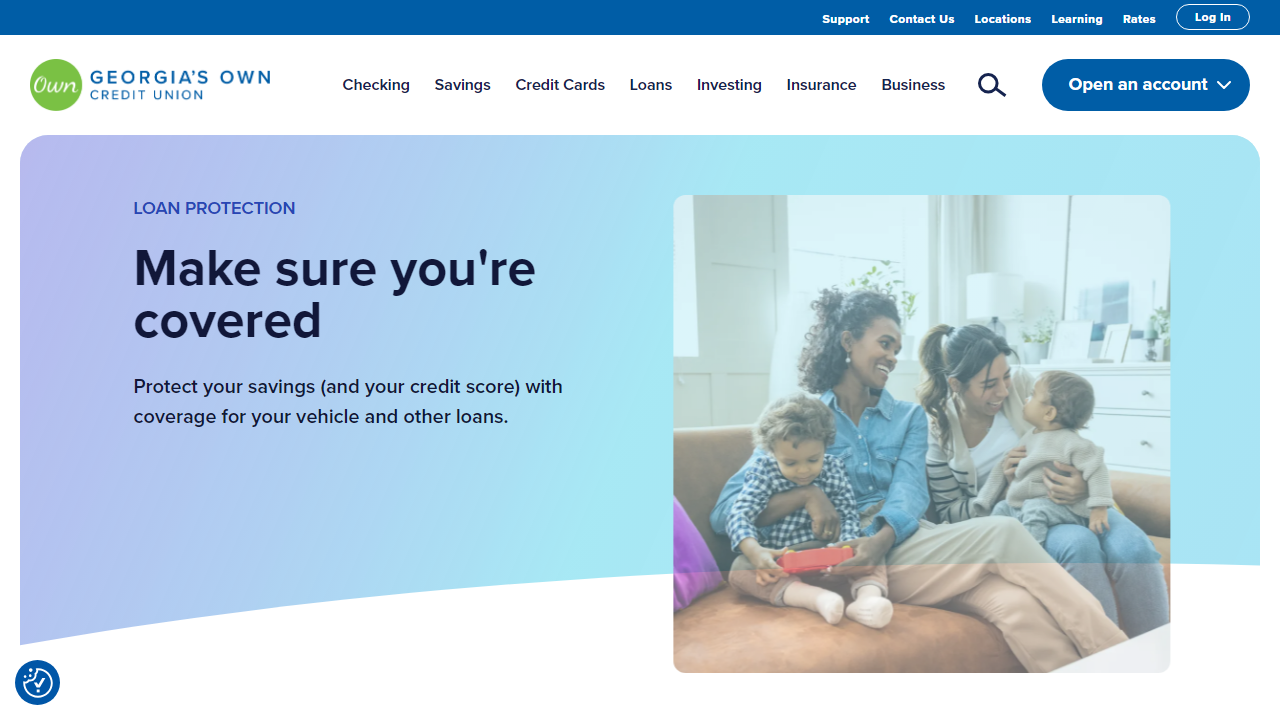 Support Contact Us Locations Learning Rates Log In
Own GEORGIA'S OWN
CREDIT UNION
Checking Savings Credit Cards Loans Investing Insurance Business Open an account
LOAN PROTECTION
Make sure you're
covered
Protect your savings (and your credit score) with
coverage for your vehicle and other loans.